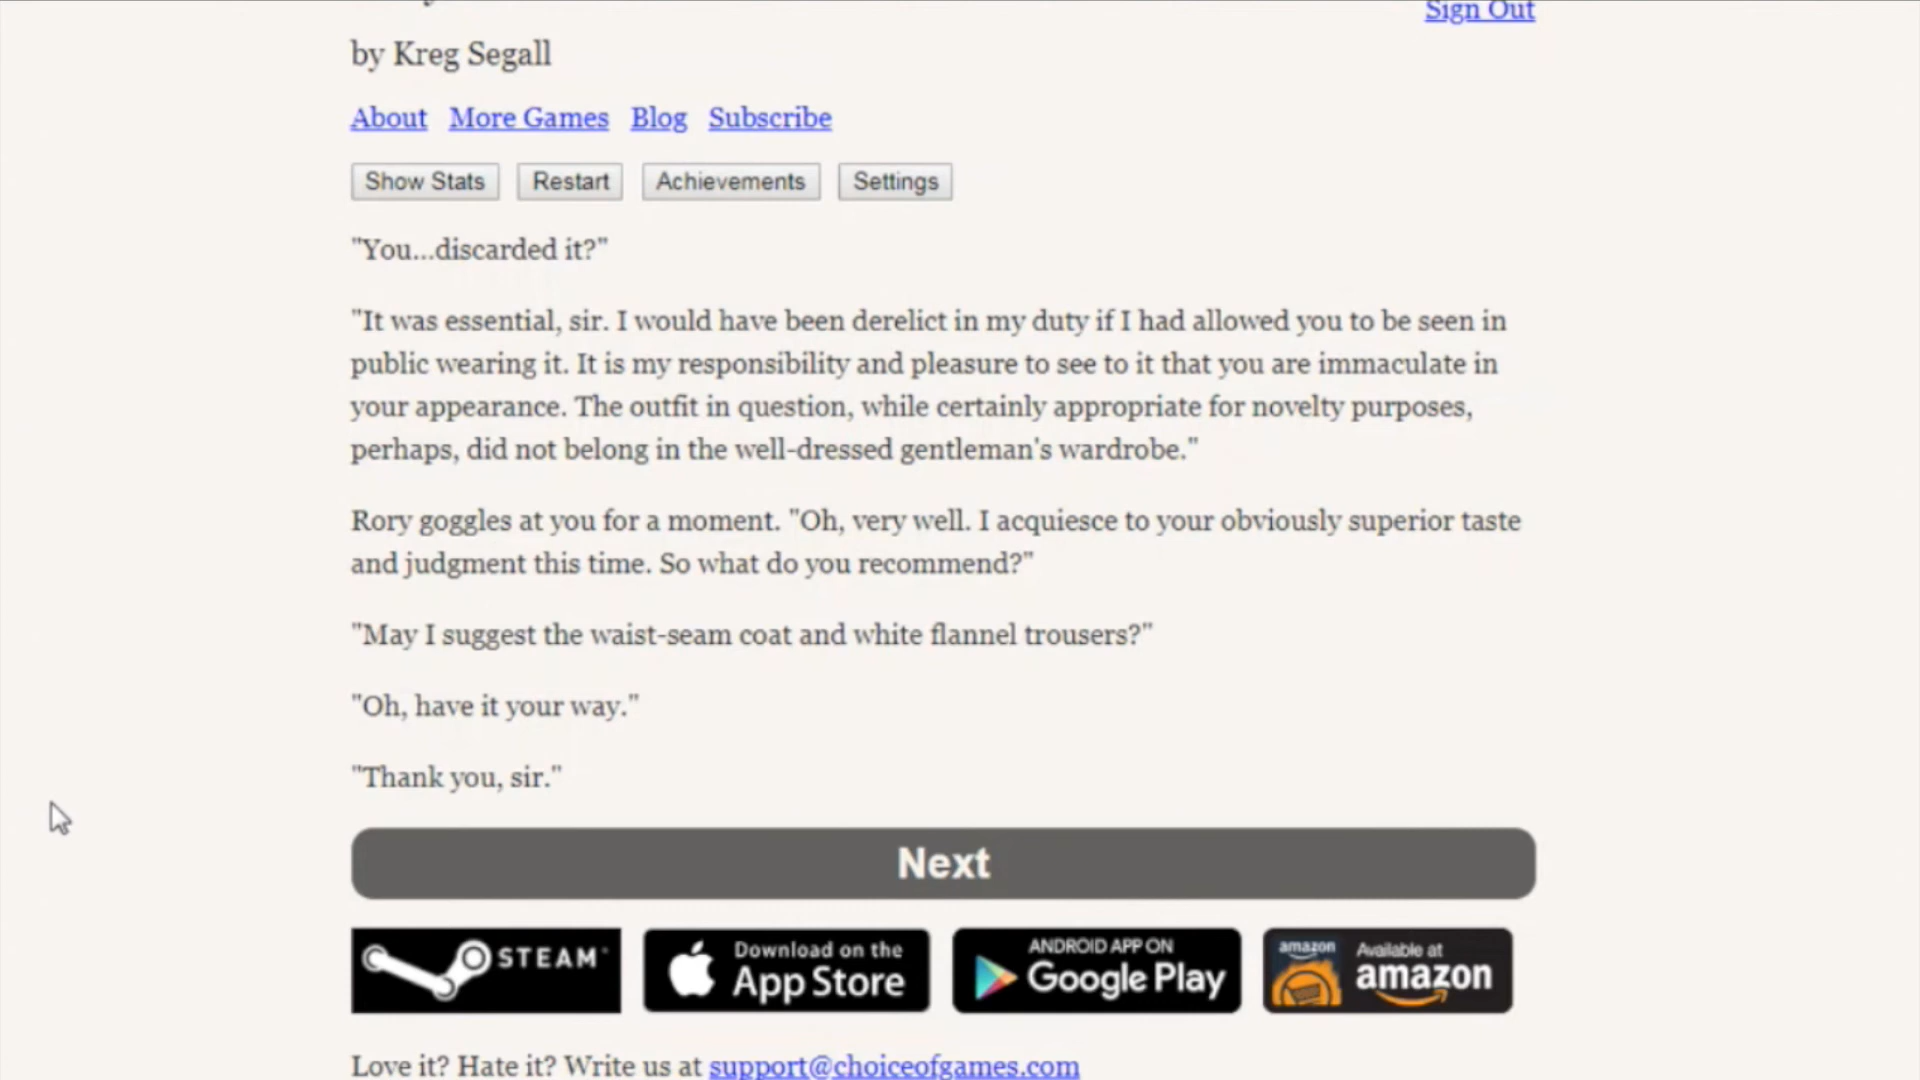 Sign Out
by Kreg Segall
About More Games Blog Subscribe
Show Stats Restart Achievements Settings
"You...discarded it?"
"It was essential, sir. I would have been derelict in my duty if I had allowed you to be seen in
public wearing it. It is my responsibility and pleasure to see to it that you are immaculate in
your appearance. The outfit in question, while certainly appropriate for novelty purposes,
perhaps, did not belong in the well-dressed gentleman's wardrobe."
Rory goggles at you for a moment. "Oh, very well. I acquiesce to your obviously superior taste
and judgment this time. So what do you recommend?"
"May I suggest the waist-seam coat and white flannel trousers?"
"Oh, have it your way."
"Thank you, sir."
Next
STEAM
Download on the
App Store
ANDROID APP ON
Google Play
amazon
Available at
amazon
Love it? Hate it? Write us at support@choiceofgames.com